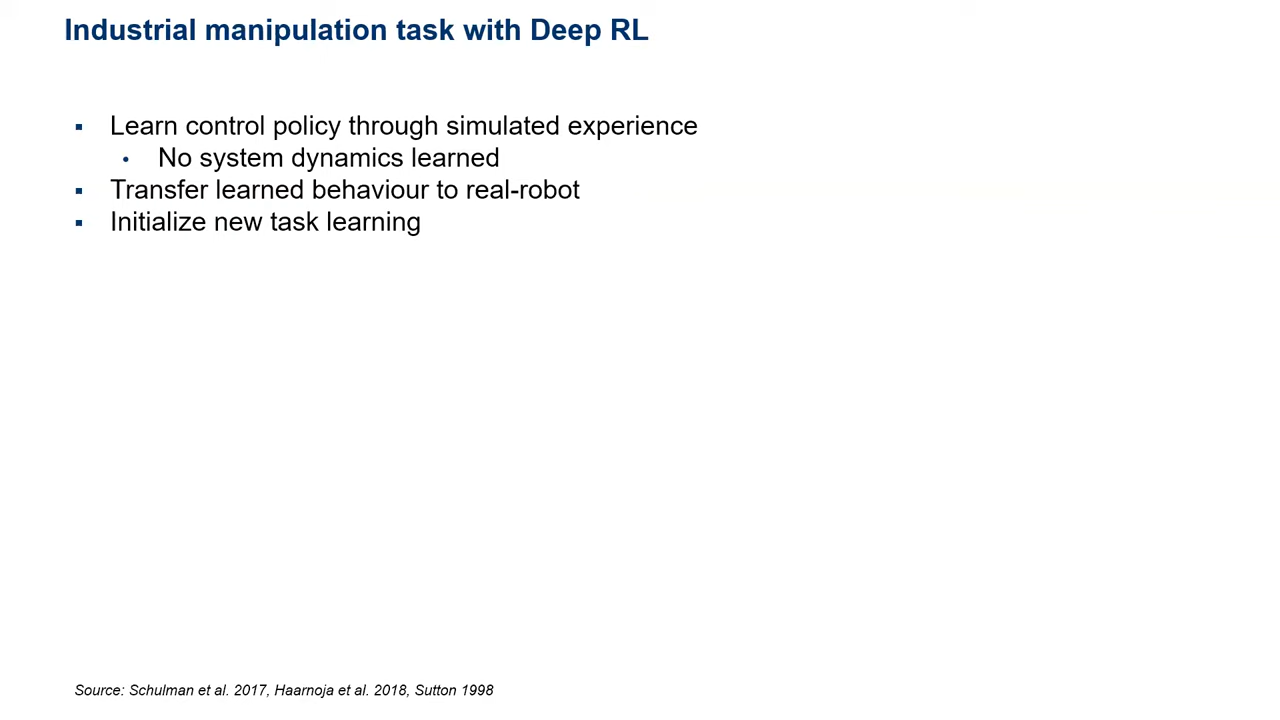 Industrial manipulation task with Deep RL
▪ Learn control policy through simulated experience
• No system dynamics learned
▪ Transfer learned behaviour to real-robot
▪ Initialize new task learning
Source: Schulman et al. 2017, Haarnoja et al. 2018, Sutton 1998